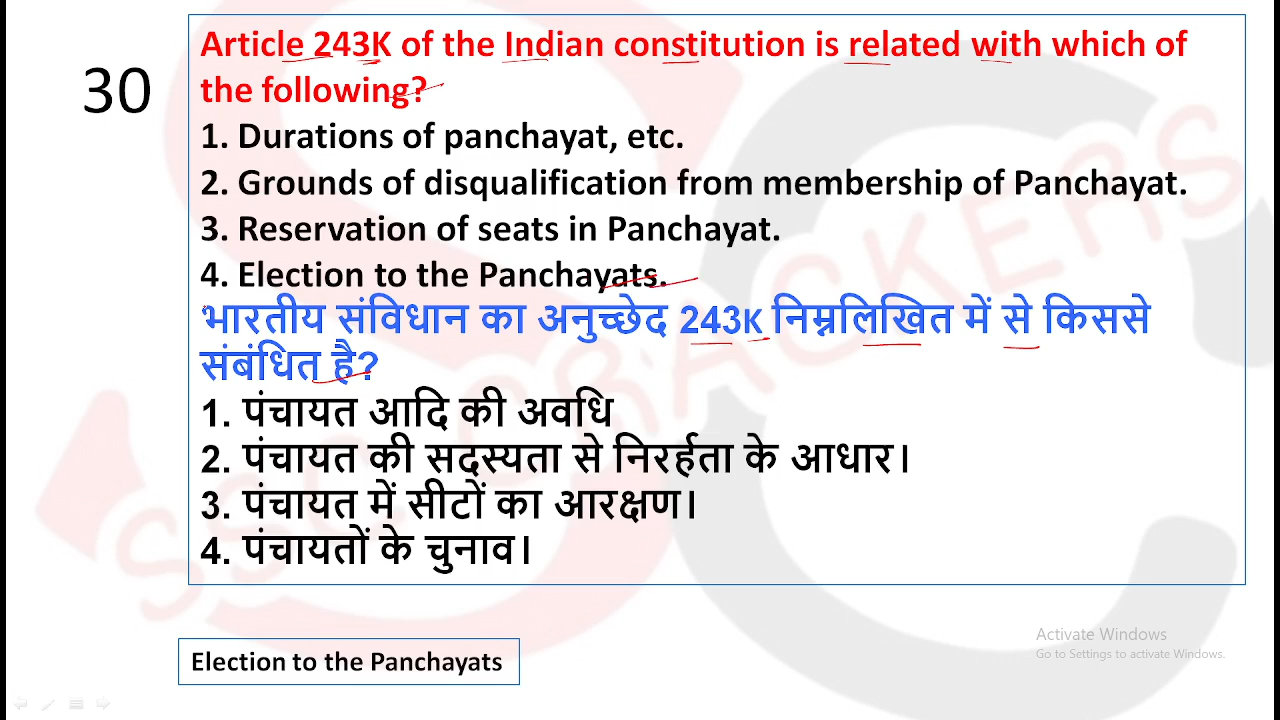 30
Article 243K of the Indian constitution is related with which of
the following?
1. Durations of panchayat, etc.
2. Grounds of disqualification from membership of Panchayat.
3. Reservation of seats in Panchayat.
4. Election to the Panchayats.
भारतीय संविधान का अनुच्छेद 243K निम्नलिखित में से किससे
संबंधित है?
1. पंचायत आदि की अवधि
2. पंचायत की सदस्यता से निरर्हता के आधार।
3. पंचायत में सीटों का आरक्षण।
4. पंचायतों के चुनाव।
SSC CRACKERS
Election to the Panchayats
Activate Windows
Go to Settings to activate Windows.